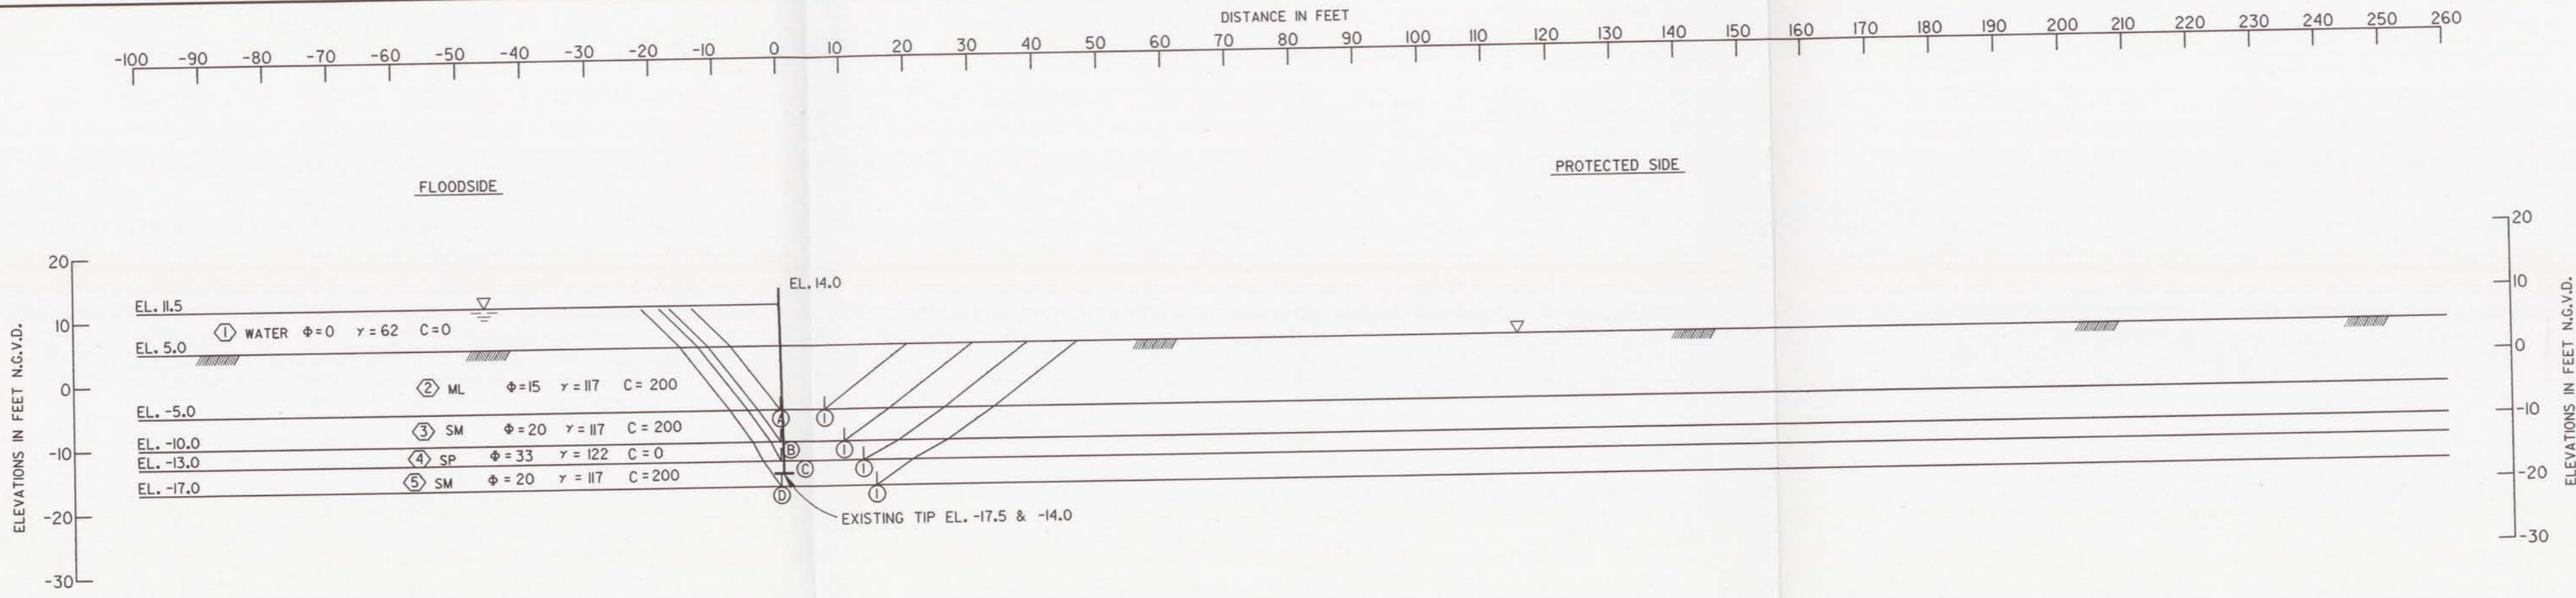 DISTANCE IN FEET
-100 -90 -80 -70 -60 -50 -40 -30 -20 -10 0 10 20 30 40 50 60 70 80 90 100 110 120 130 140 150 160 170 180 190 200 210 220 230 240 250 260
FLOODSIDE
PROTECTED SIDE
ELEVATIONS IN FEET N.G.V.D.
20
10
0
-10
-20
-30
EL. 14.0
EL. 11.5
1 WATER Φ=0 γ=62 C=0
EL. 5.0
2 ML Φ=15 γ=117 C=200
EL. -5.0
A 1
3 SM Φ=20 γ=117 C=200
EL. -10.0
B 1
4 SP Φ=33 γ=122 C=0
EL. -13.0
C 1
5 SM Φ=20 γ=117 C=200
EL. -17.0
D 1
EXISTING TIP EL. -17.5 & -14.0
20
10
0
-10
-20
-30
ELEVATIONS IN FEET N.G.V.D.